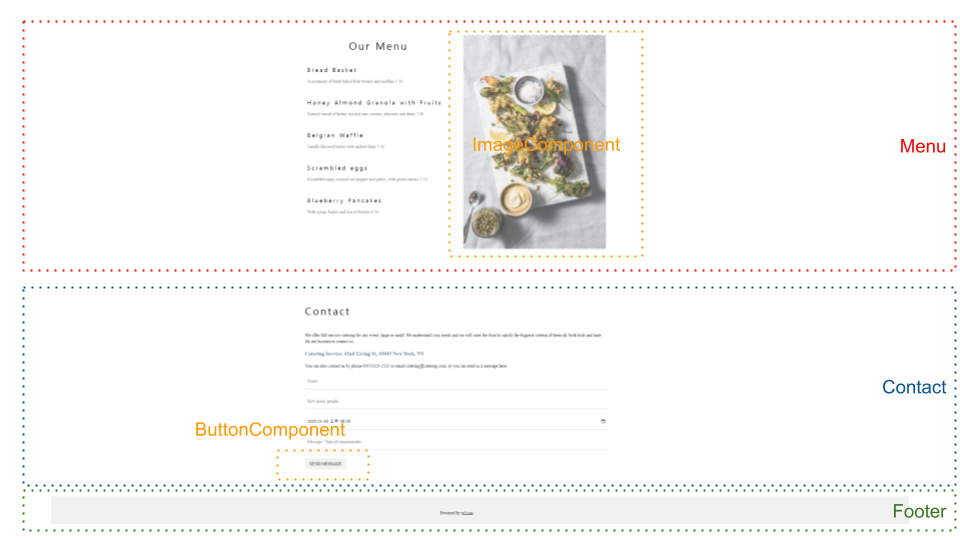 Our Menu
Bread Basket
Assortment of fresh baked fruit breads and muffins 5.50
Honey Almond Granola with Fruits
Natural cereal of honey toasted oats, raisins, almonds and dates 7.00
ImageComponent
Menu
Belgian Waffle
Vanilla flavored batter with malted flour 7.50
Scrambled eggs
Scrambled eggs, roasted red pepper and garlic, with green onions 7.50
Blueberry Pancakes
With syrup, butter and lots of berries 8.50
Contact
We offer full-service catering for any event, large or small. We understand your needs and we will cater the food to satisfy the biggerst criteria of them all, both look and taste.
Do not hesitate to contact us.
Catering Service, 42nd Living St, 43043 New York, NY
You can also contact us by phone 00553123-2323 or email catering@catering.com, or you can send us a message here:
Contact
Name
How many people
ButtonComponent
Message \ Special requirements
SEND MESSAGE
Powered by w3.css
Footer